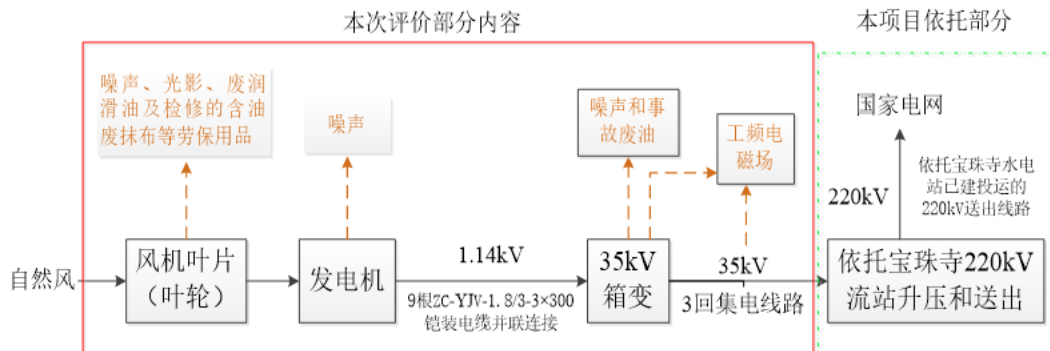 本次评价部分内容
本项目依托部分
噪声、光影、废润
滑油及检修的含油
废抹布等劳保用品
噪声
噪声和事
故废油
工频电
磁场
国家电网
220kV
依托宝珠寺水电
站已建投运的
220kV送出线路
自然风
风机叶片
（叶轮）
发电机
1.14kV
9根ZC-YJV-1.8/3-3×300
铠装电缆并联连接
35kV
箱变
35kV
3回集电线路
依托宝珠寺220kV
流站升压和送出